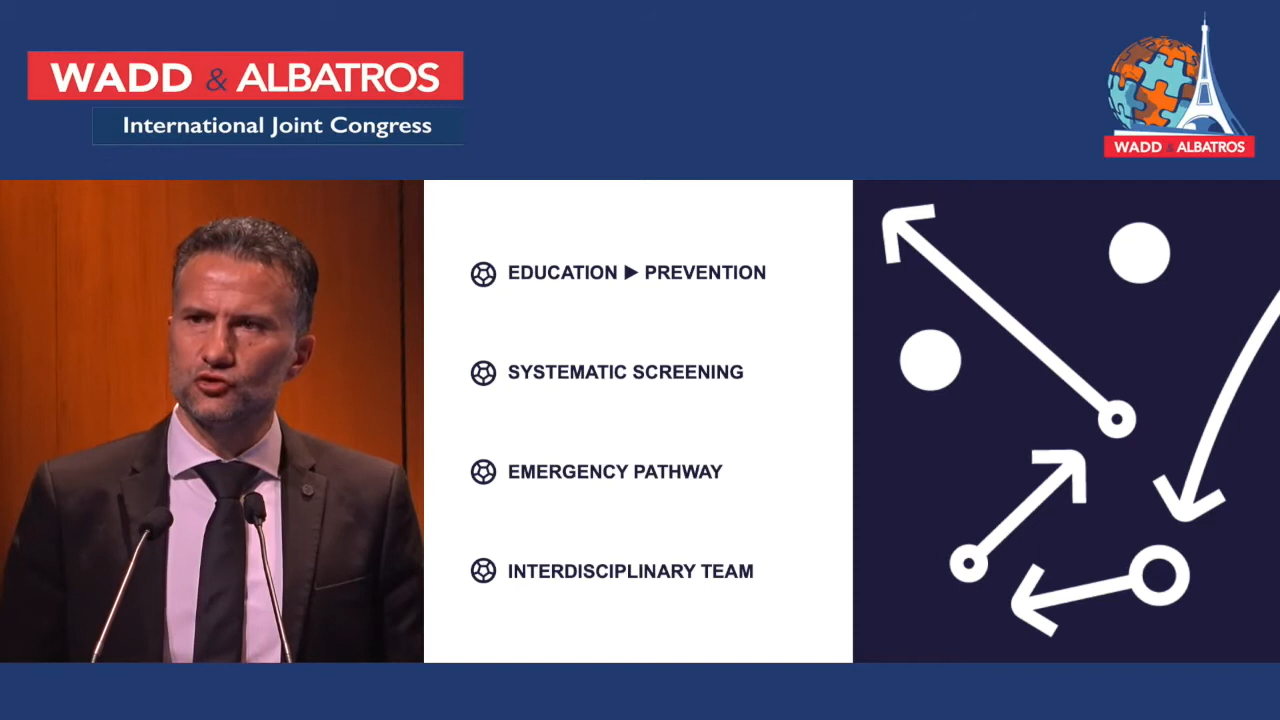 WADD & ALBATROS
International Joint Congress
WADD & ALBATROS
EDUCATION ▶ PREVENTION
SYSTEMATIC SCREENING
EMERGENCY PATHWAY
INTERDISCIPLINARY TEAM